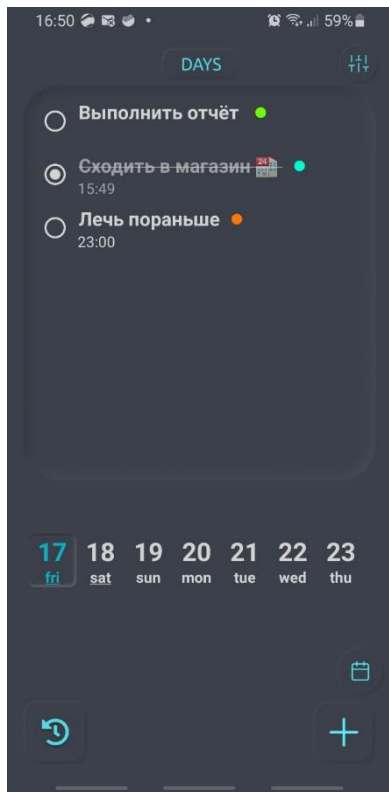 16:50 59%
DAYS
Выполнить отчёт
Сходить в магазин 🏪
15:49
Лечь пораньше
23:00
17 18 19 20 21 22 23
fri sat sun mon tue wed thu